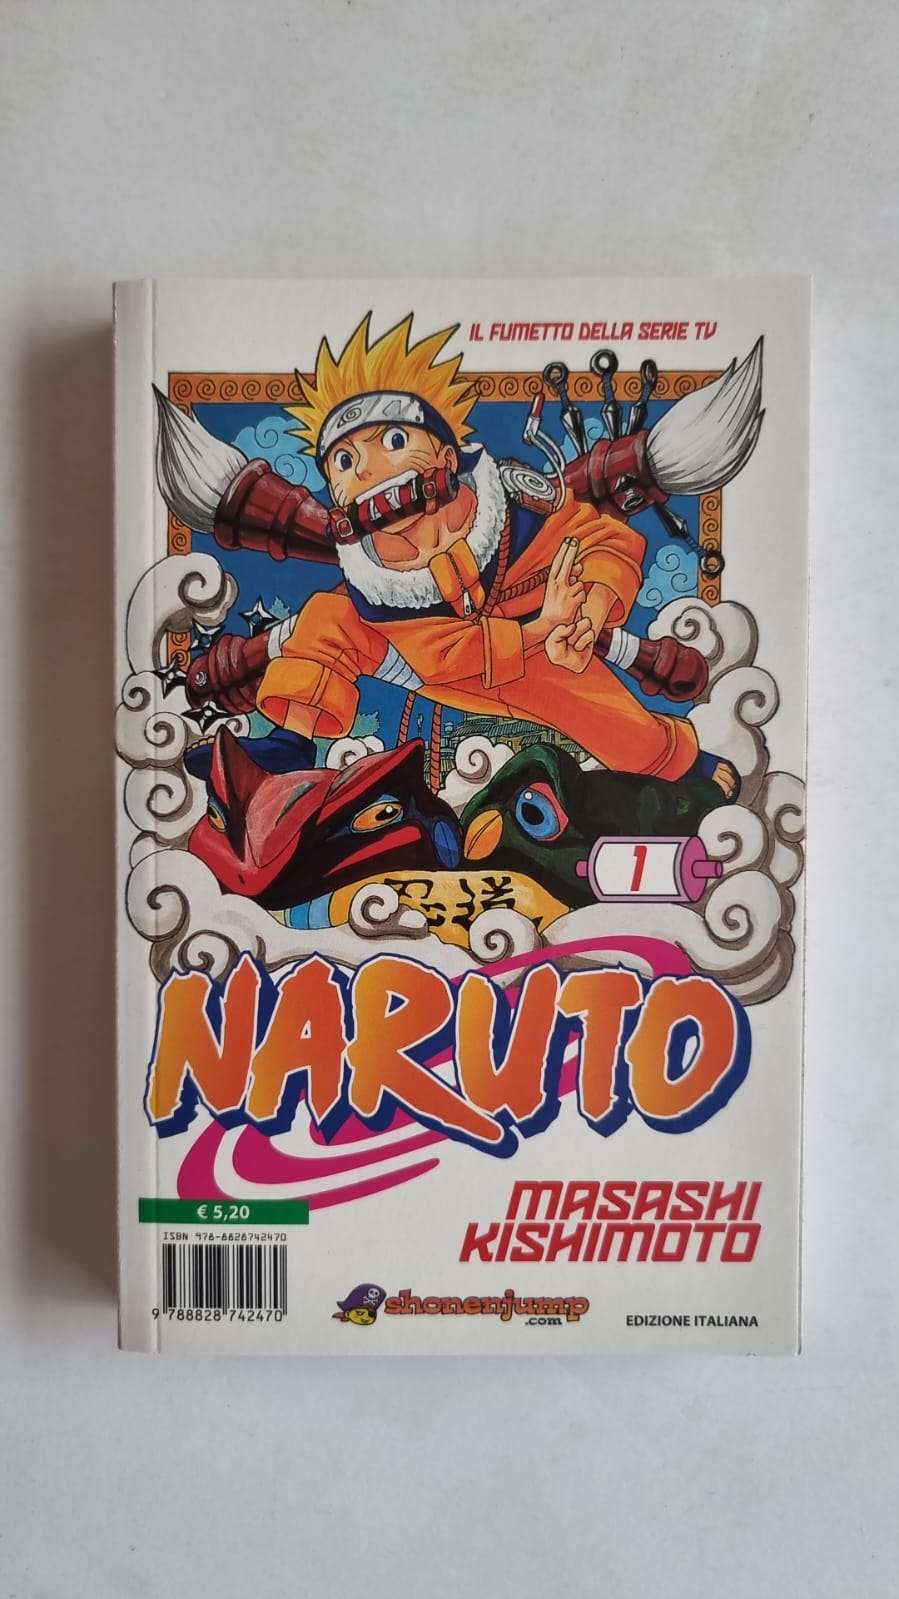 IL FUMETTO DELLA SERIE TV
1
NARUTO
MASASHI
KISHIMOTO
€ 5,20
ISBN 978-8828742470
9 788828 742470
shonenjump
.com
EDIZIONE ITALIANA